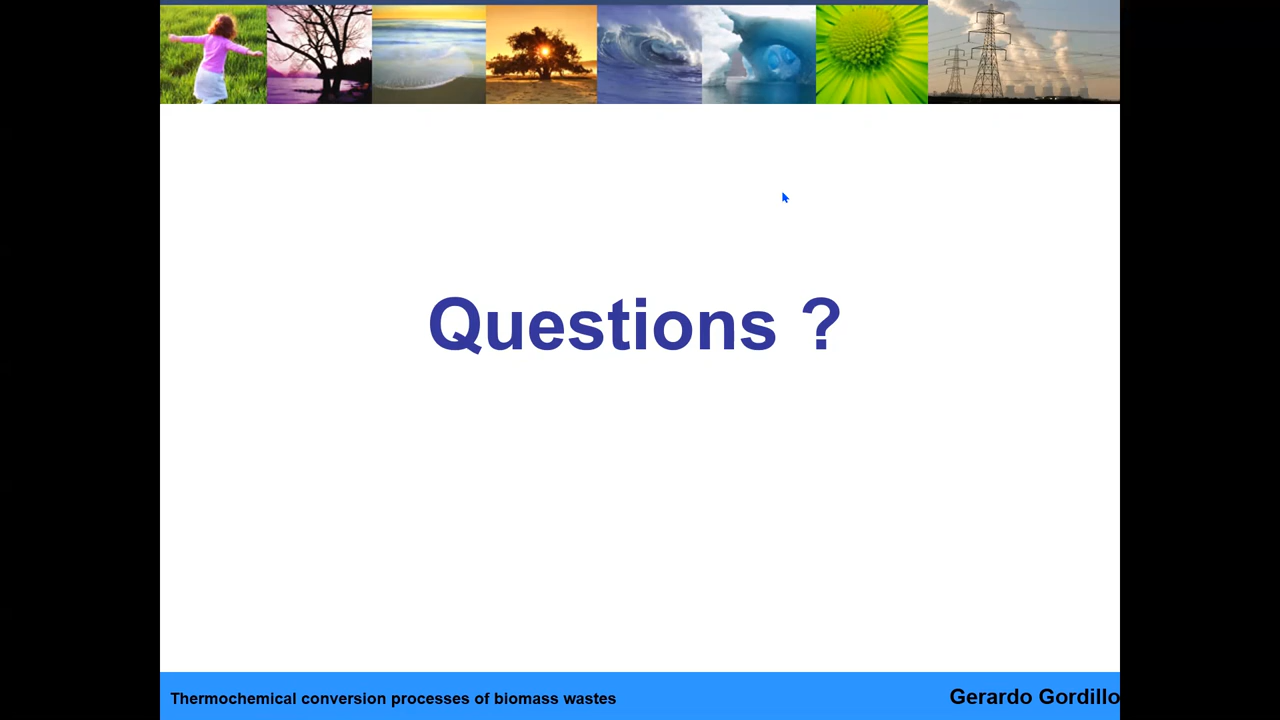 Questions ?
Thermochemical conversion processes of biomass wastes
Gerardo Gordillo